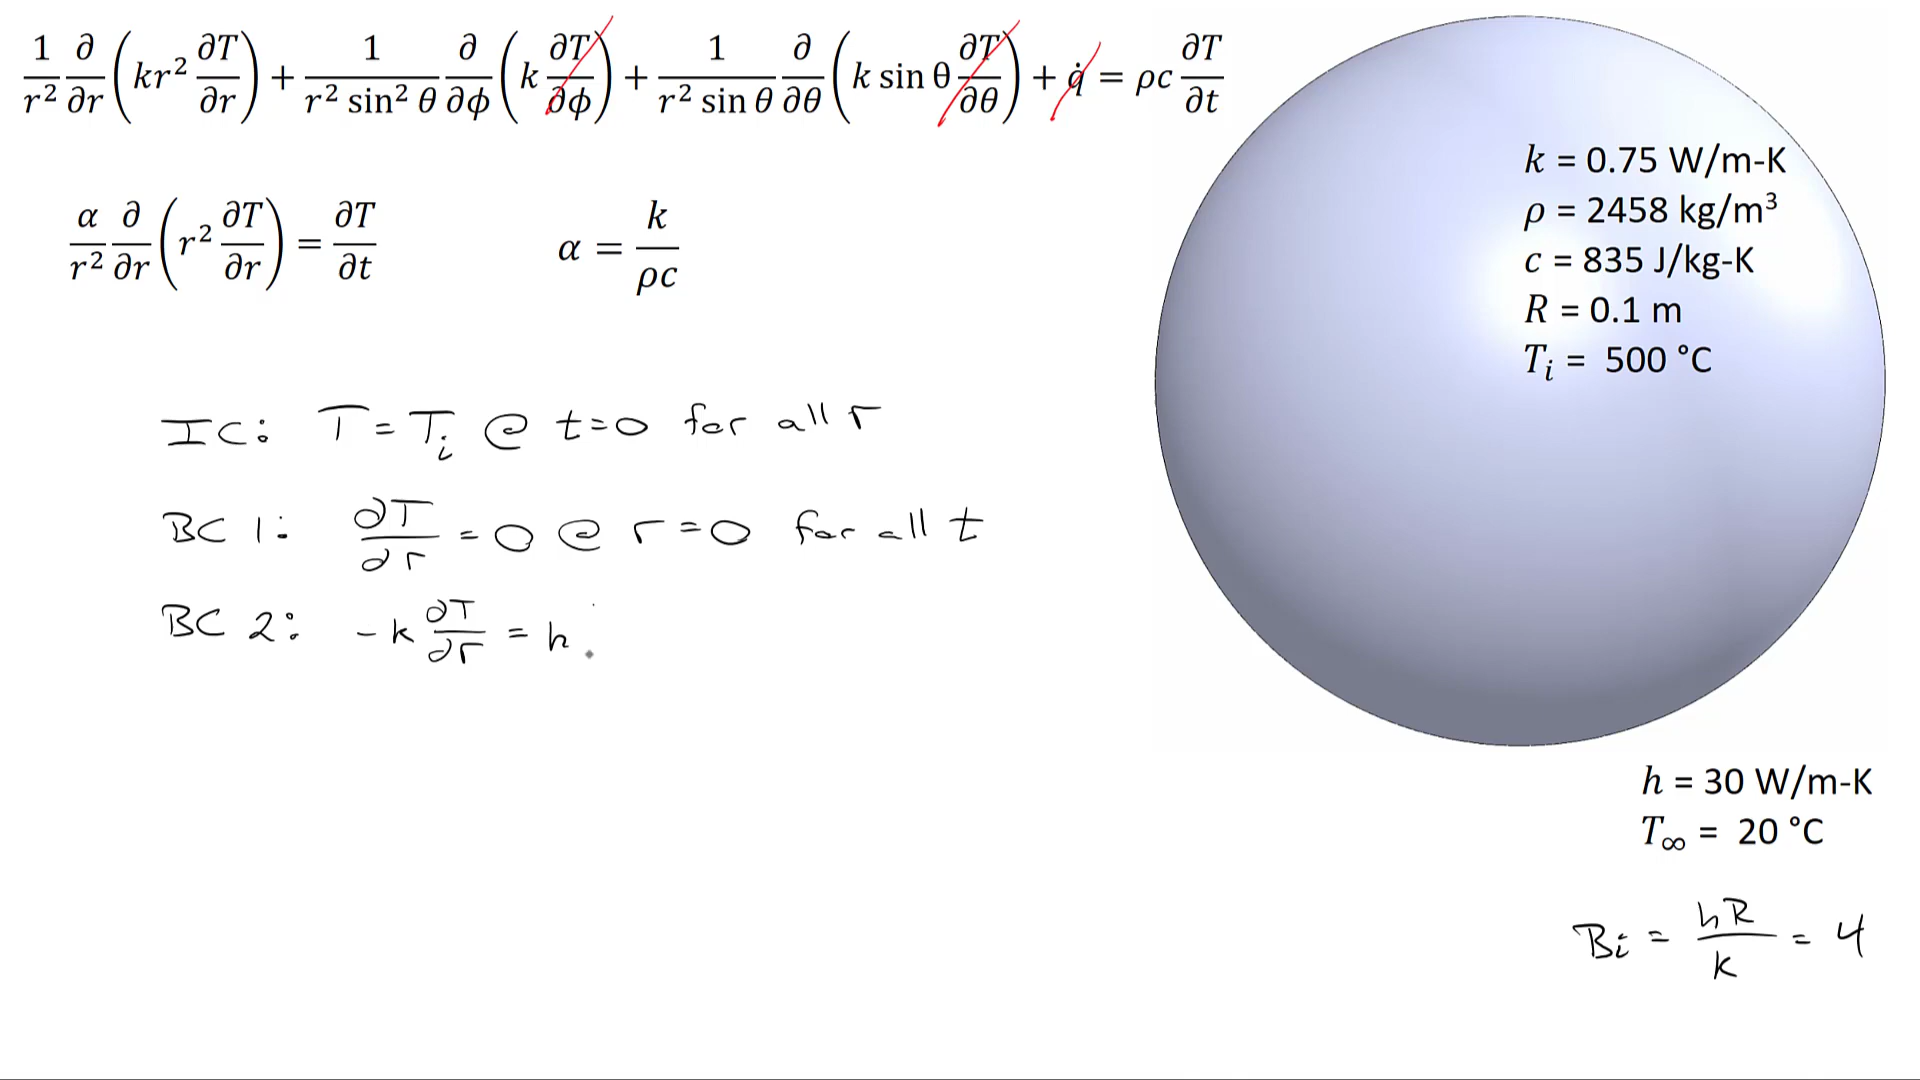 1/r² ∂/∂r (kr² ∂T/∂r) + 1/(r² sin² θ) ∂/∂ϕ (k ∂T/∂ϕ) + 1/(r² sin θ) ∂/∂θ (k sin θ ∂T/∂θ) + q̇ = ρc ∂T/∂t
α/r² ∂/∂r (r² ∂T/∂r) = ∂T/∂t
α = k/ρc
k = 0.75 W/m-K
ρ = 2458 kg/m³
c = 835 J/kg-K
R = 0.1 m
Tᵢ = 500 °C
IC: T = Tᵢ @ t=0 for all r
BC 1: ∂T/∂r = 0 @ r=0 for all t
BC 2: -k ∂T/∂r = h
h = 30 W/m-K
T∞ = 20 °C
Bi = hR/k = 4